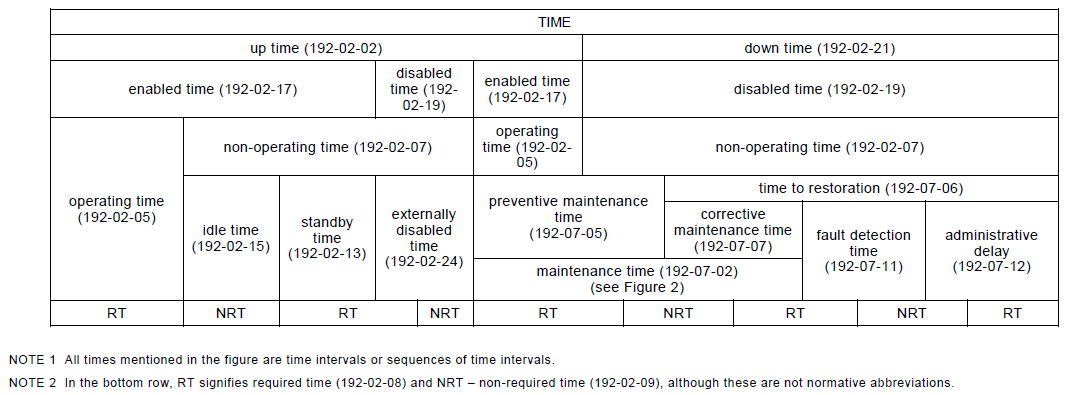 TIME
up time (192-02-02)
down time (192-02-21)
enabled time (192-02-17)
disabled
time (192-
02-19)
enabled time
(192-02-17)
disabled time (192-02-19)
operating time
(192-02-05)
non-operating time (192-02-07)
operating
time (192-02-
05)
non-operating time (192-02-07)
idle time
(192-02-15)
standby
time
(192-02-13)
externally
disabled
time
(192-02-24)
preventive maintenance
time
(192-07-05)
time to restoration (192-07-06)
corrective
maintenance time
(192-07-07)
fault detection
time
(192-07-11)
administrative
delay
(192-07-12)
maintenance time (192-07-02)
(see Figure 2)
RT
NRT
RT
NRT
RT
NRT
RT
NRT
RT
NOTE 1 All times mentioned in the figure are time intervals or sequences of time intervals.
NOTE 2 In the bottom row, RT signifies required time (192-02-08) and NRT – non-required time (192-02-09), although these are not normative abbreviations.